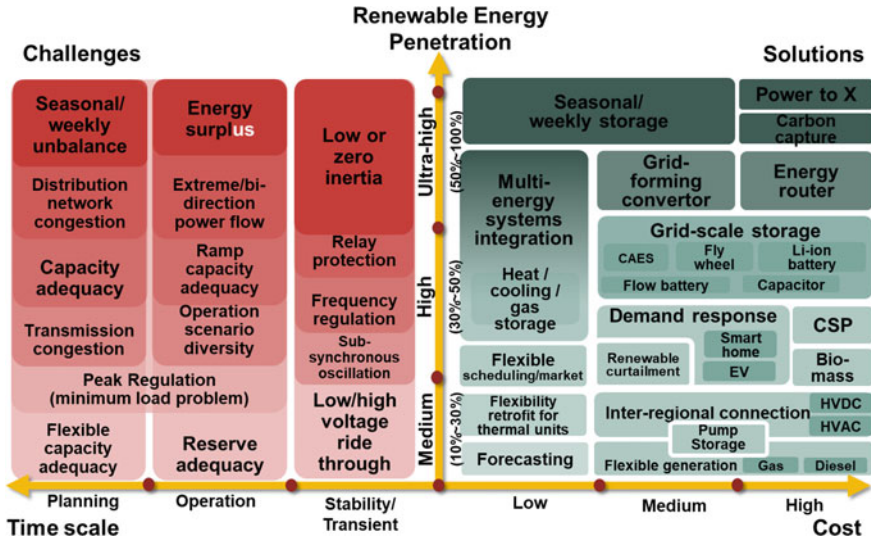 Renewable Energy
Penetration
Challenges
Solutions
Seasonal/
weekly
unbalance
Distribution
network
congestion
Capacity
adequacy
Transmission
congestion
Energy
surplus
Extreme/bi-
direction
power flow
Ramp
capacity
adequacy
Operation
scenario
diversity
Peak Regulation
(minimum load problem)
Flexible
capacity
adequacy
Reserve
adequacy
Low or
zero
inertia
Relay
protection
Frequency
regulation
Sub-
synchronous
oscillation
Low/high
voltage
ride
through
Ultra-high
(50%~100%)
High
(30%~50%)
Medium
(10%~30%)
Seasonal/
weekly storage
Power to X
Carbon
capture
Multi-
energy
systems
integration
Heat /
cooling /
gas
storage
Grid-
forming
convertor
Energy
router
Grid-scale storage
CAES
Fly
wheel
Li-ion
battery
Flow battery
Capacitor
Demand response
Smart
home
Renewable
curtailment
EV
CSP
Bio-
mass
Flexible
scheduling/market
Flexibility
retrofit for
thermal units
Inter-regional connection
HVDC
HVAC
Pump
Storage
Forecasting
Flexible generation
Gas
Diesel
Planning
Operation
Stability/
Transient
Low
Medium
High
Time scale
Cost